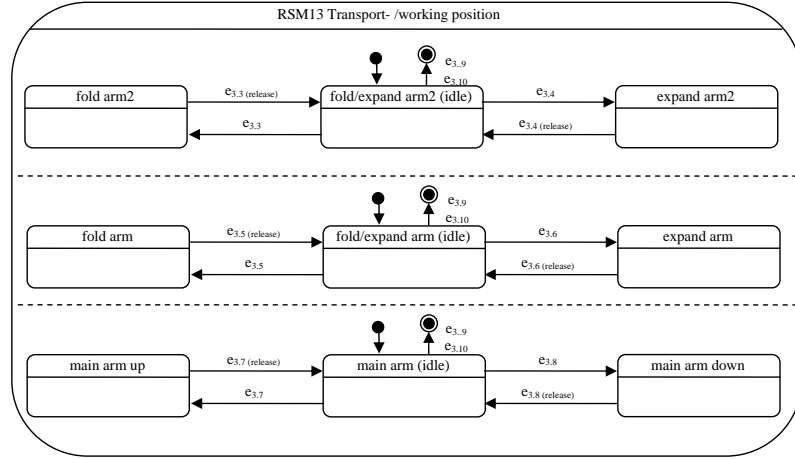 RSM13 Transport- /working position
e3..9
e3.10
fold arm2
e3.3 (release)
fold/expand arm2 (idle)
e3.4
expand arm2
e3.3
e3.4 (release)
e3.9
e3.10
fold arm
e3.5 (release)
fold/expand arm (idle)
e3.6
expand arm
e3.5
e3.6 (release)
e3..9
e3.10
main arm up
e3.7 (release)
main arm (idle)
e3.8
main arm down
e3.7
e3.8 (release)